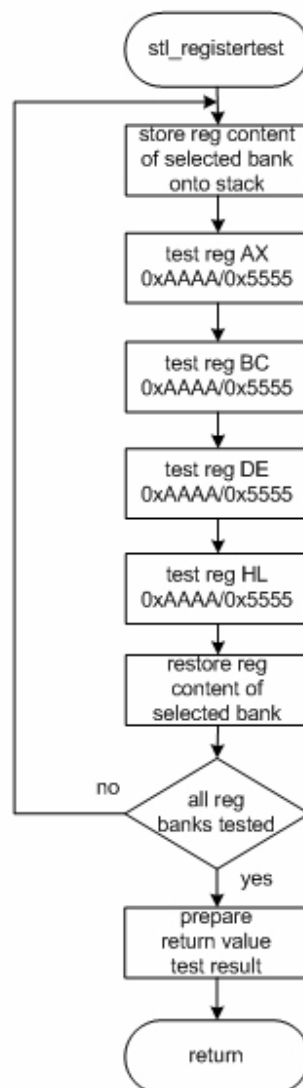 stl_registertest
store reg content
of selected bank
onto stack
test reg AX
0xAAAA/0x5555
test reg BC
0xAAAA/0x5555
test reg DE
0xAAAA/0x5555
test reg HL
0xAAAA/0x5555
restore reg
content of
selected bank
no
all reg
banks tested
yes
prepare
return value
test result
return